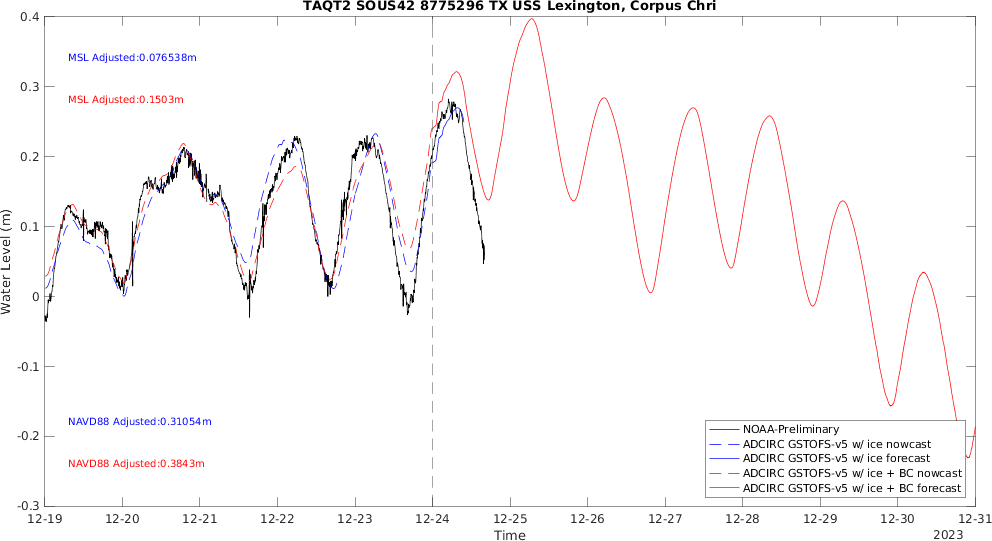 TAQT2 SOUS42 8775296 TX USS Lexington, Corpus Chri
MSL Adjusted:0.076538m
MSL Adjusted:0.1503m
NAVD88 Adjusted:0.31054m
NAVD88 Adjusted:0.3843m
Water Level (m)
0.4
0.3
0.2
0.1
0
-0.1
-0.2
-0.3
NOAA-Preliminary
ADCIRC GSTOFS-v5 w/ ice nowcast
ADCIRC GSTOFS-v5 w/ ice forecast
ADCIRC GSTOFS-v5 w/ ice + BC nowcast
ADCIRC GSTOFS-v5 w/ ice + BC forecast
12-19 12-20 12-21 12-22 12-23 12-24 12-25 12-26 12-27 12-28 12-29 12-30 12-31
Time
2023